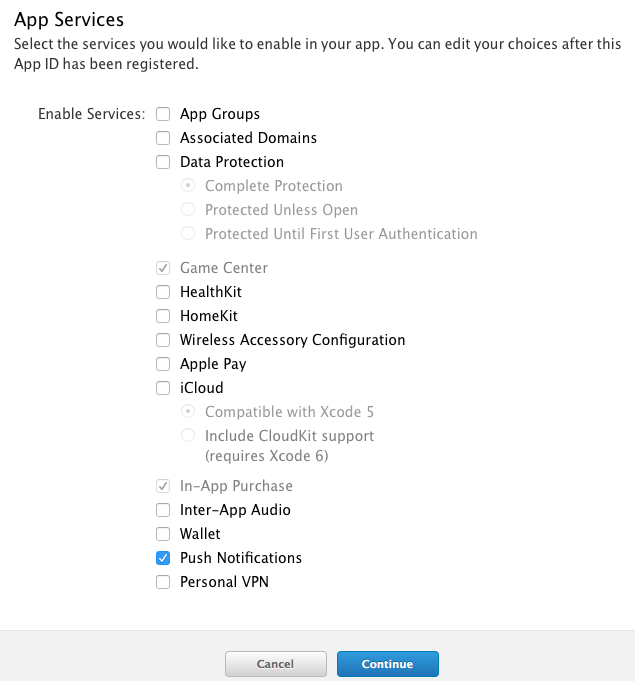 App Services
Select the services you would like to enable in your app. You can edit your choices after this
App ID has been registered.
Enable Services:
App Groups
Associated Domains
Data Protection
Complete Protection
Protected Unless Open
Protected Until First User Authentication
Game Center
HealthKit
HomeKit
Wireless Accessory Configuration
Apple Pay
iCloud
Compatible with Xcode 5
Include CloudKit support
(requires Xcode 6)
In-App Purchase
Inter-App Audio
Wallet
Push Notifications
Personal VPN
Cancel
Continue